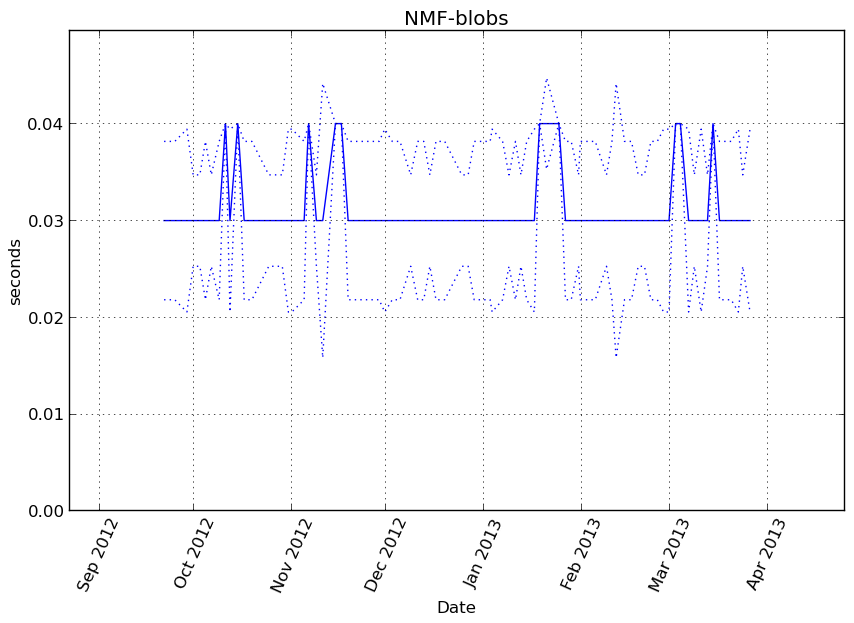 NMF-blobs
seconds
0.04
0.03
0.02
0.01
0.00
Sep 2012
Oct 2012
Nov 2012
Dec 2012
Jan 2013
Feb 2013
Mar 2013
Apr 2013
Date